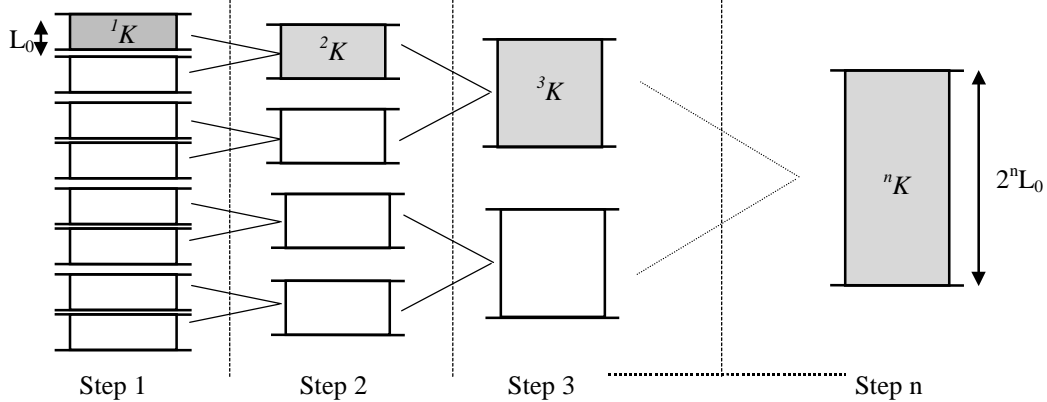 L₀
¹K
²K
³K
ⁿK
2ⁿL₀
Step 1
Step 2
Step 3
Step n